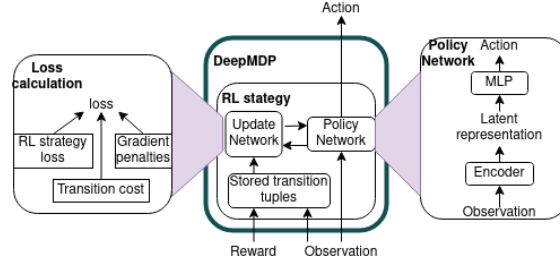 Action
Loss
calculation
loss
RL strategy
loss
Gradient
penalties
Transition cost
DeepMDP
RL stategy
Update
Network
Policy
Network
Stored transition
tuples
Reward
Observation
Policy
Network
Action
MLP
Latent
representation
Encoder
Observation